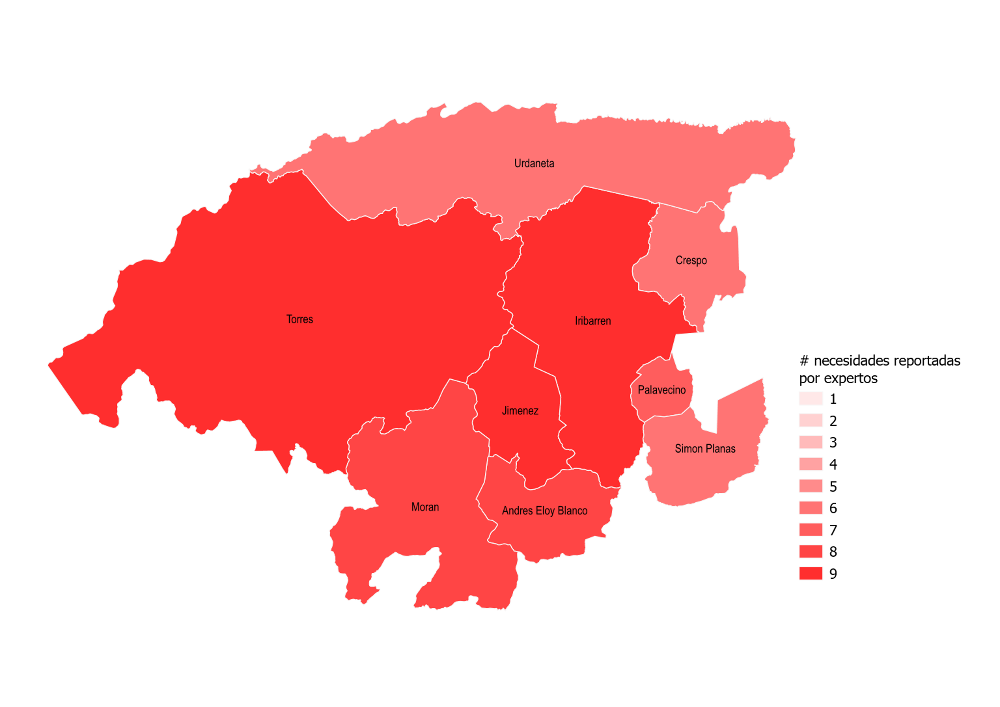 Urdaneta
Crespo
Torres
Iribarren
# necesidades reportadas
por expertos
Palavecino
1
Jimenez
2
3
Simon Planas
4
5
Moran
Andres Eloy Blanco
6
7
8
9